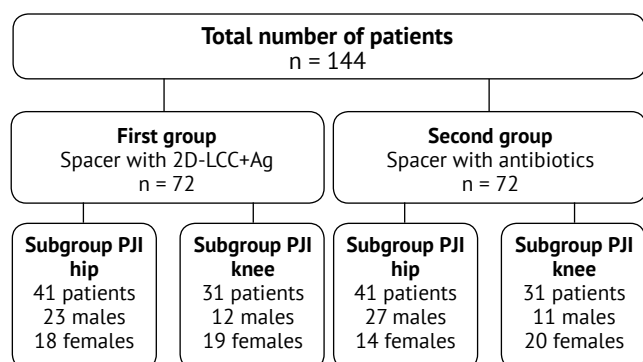 Total number of patients
n = 144
First group
Spacer with 2D-LCC+Ag
n = 72
Second group
Spacer with antibiotics
n = 72
Subgroup PJI
hip
41 patients
23 males
18 females
Subgroup PJI
knee
31 patients
12 males
19 females
Subgroup PJI
hip
41 patients
27 males
14 females
Subgroup PJI
knee
31 patients
11 males
20 females